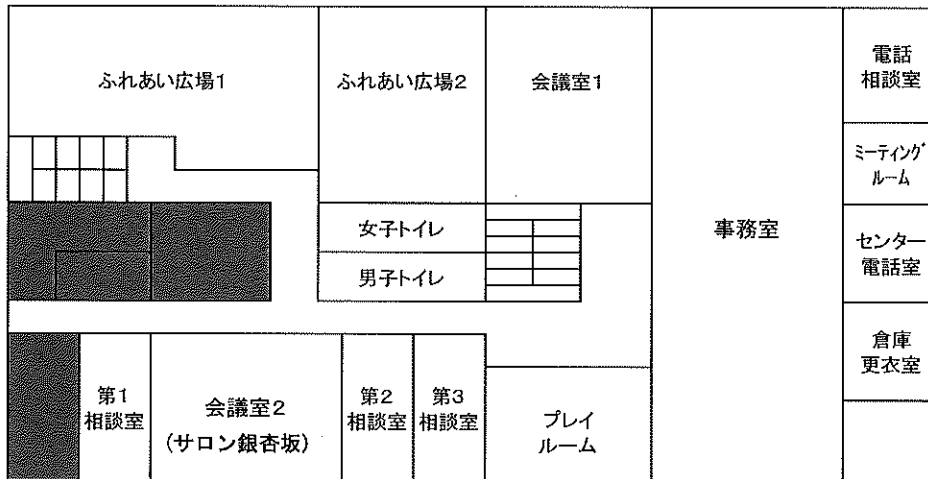 ふれあい広場1
ふれあい広場2
会議室1
電話
相談室
ミーティング
ルーム
女子トイレ
男子トイレ
事務室
センター
電話室
倉庫
更衣室
第1
相談室
会議室2
(サロン銀杏坂)
第2
相談室
第3
相談室
プレイ
ルーム